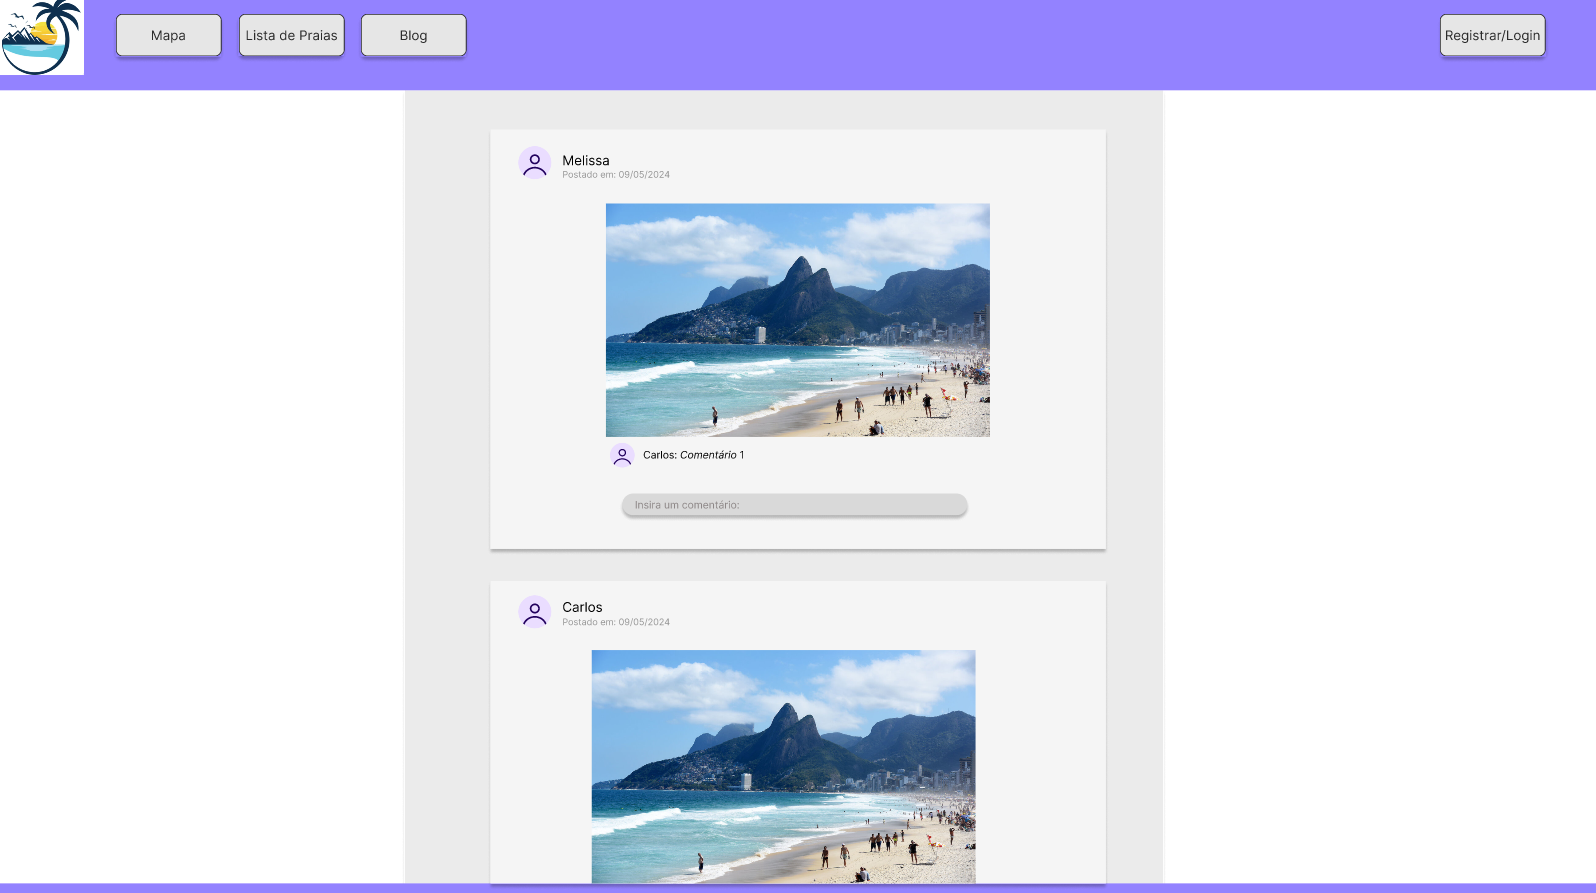 Mapa
Lista de Praias
Blog
Registrar/Login
Melissa
Postado em: 09/05/2024
Carlos: Comentário 1
Insira um comentário:
Carlos
Postado em: 09/05/2024